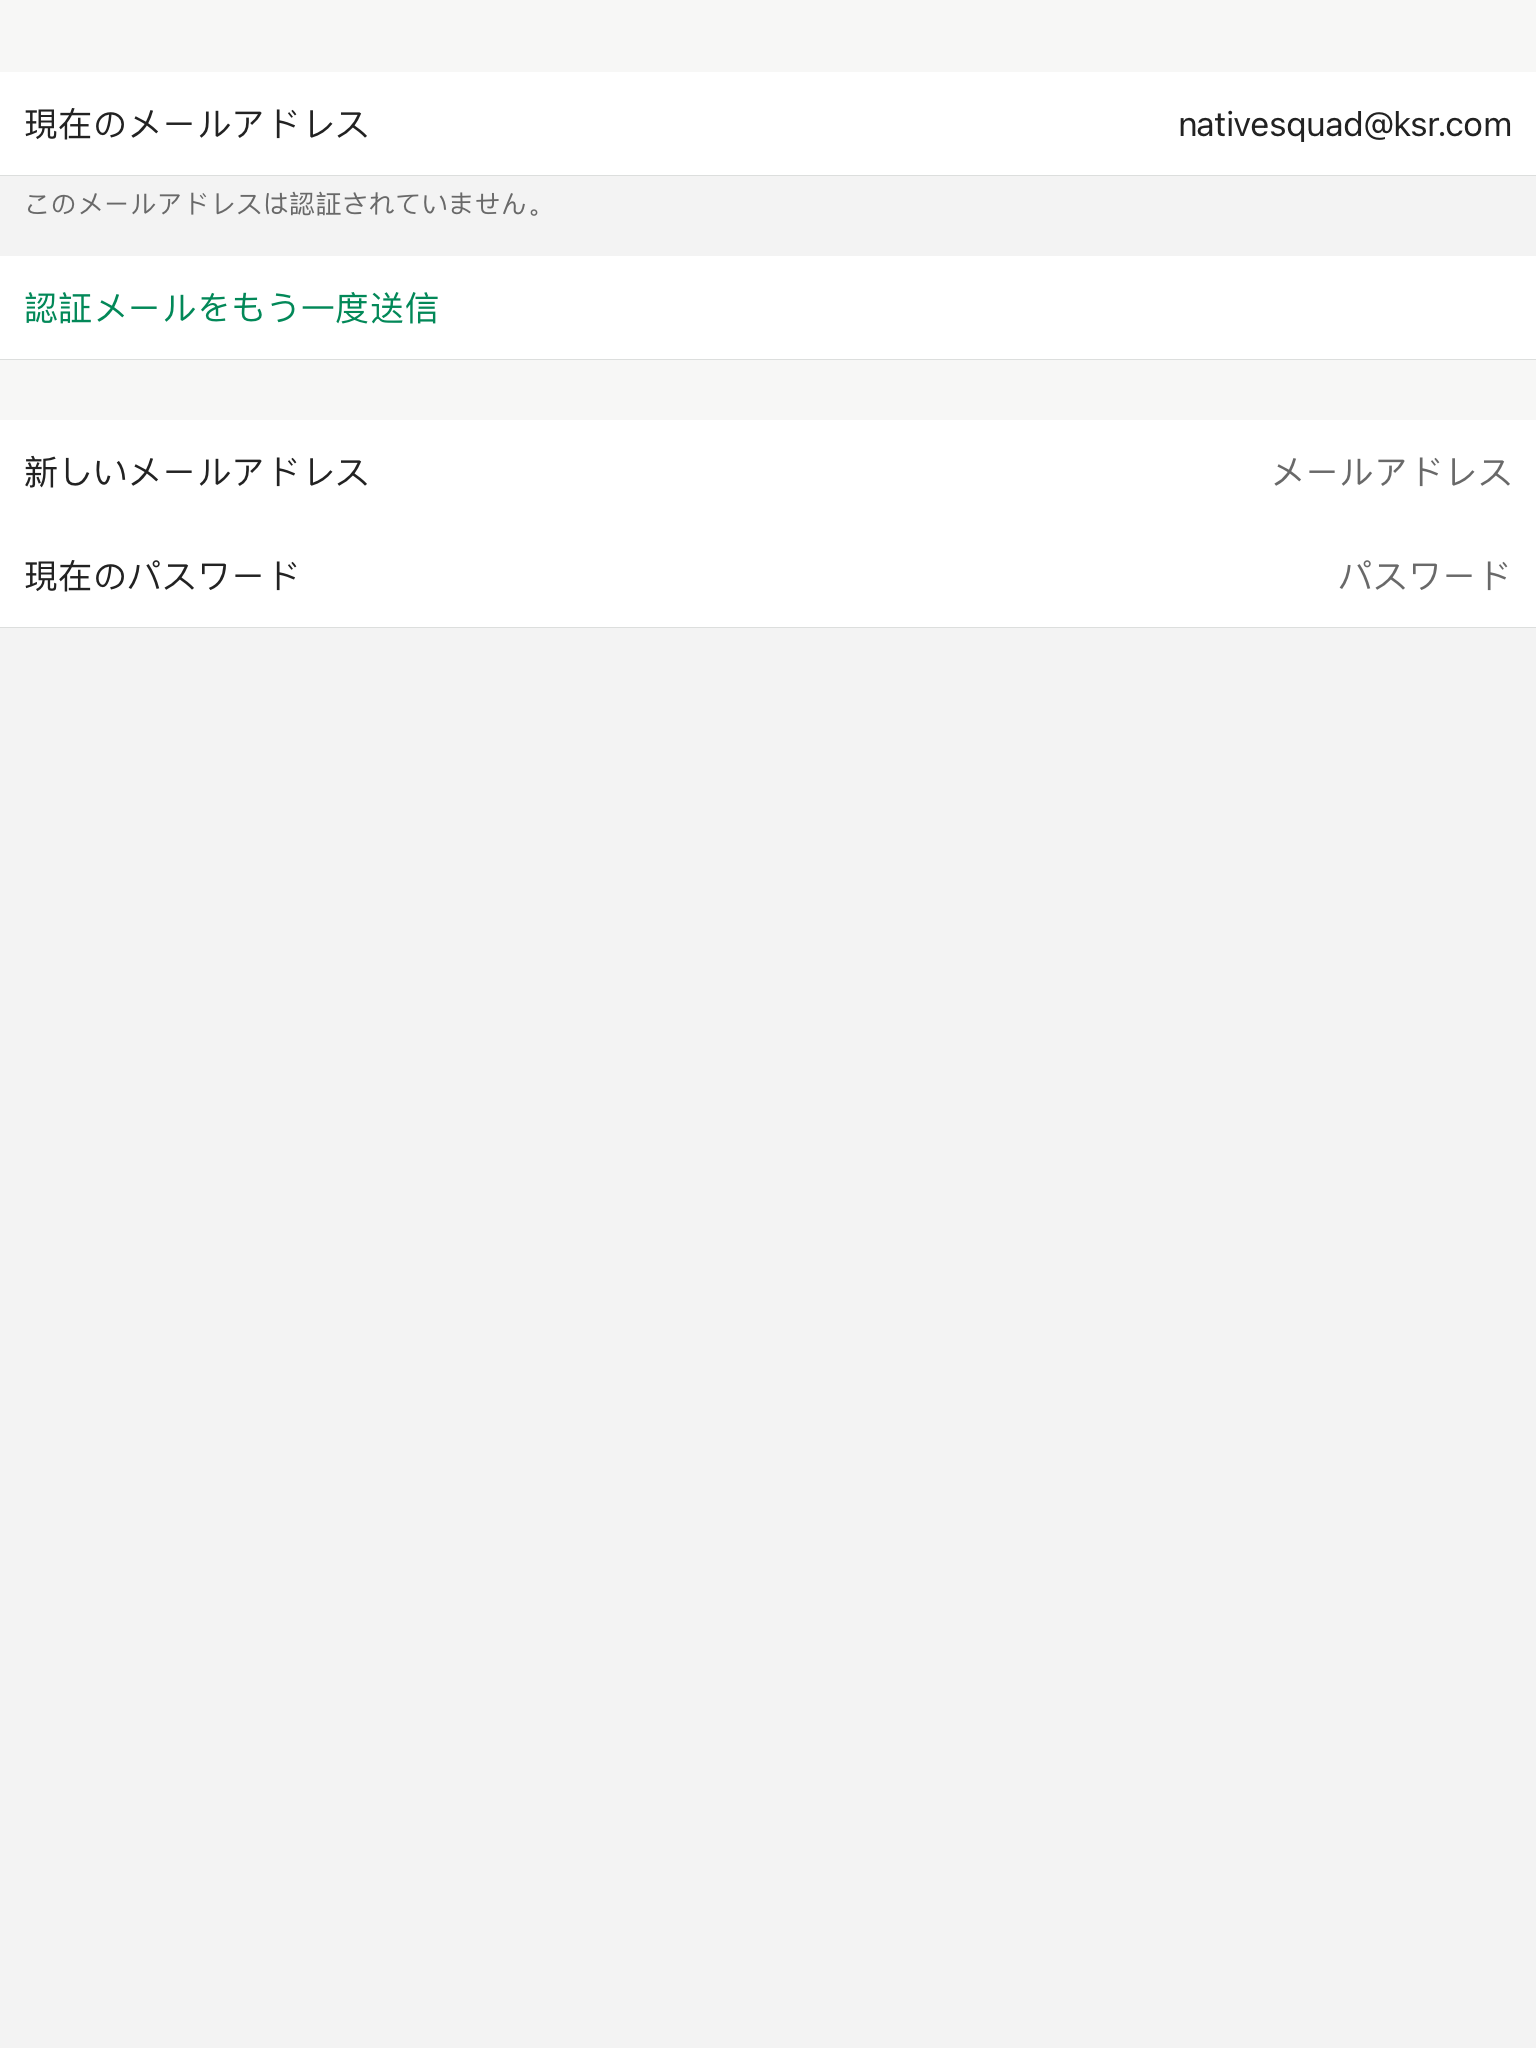 現在のメールアドレス nativesquad@ksr.com
このメールアドレスは認証されていません。
認証メールをもう一度送信
新しいメールアドレス メールアドレス
現在のパスワード パスワード